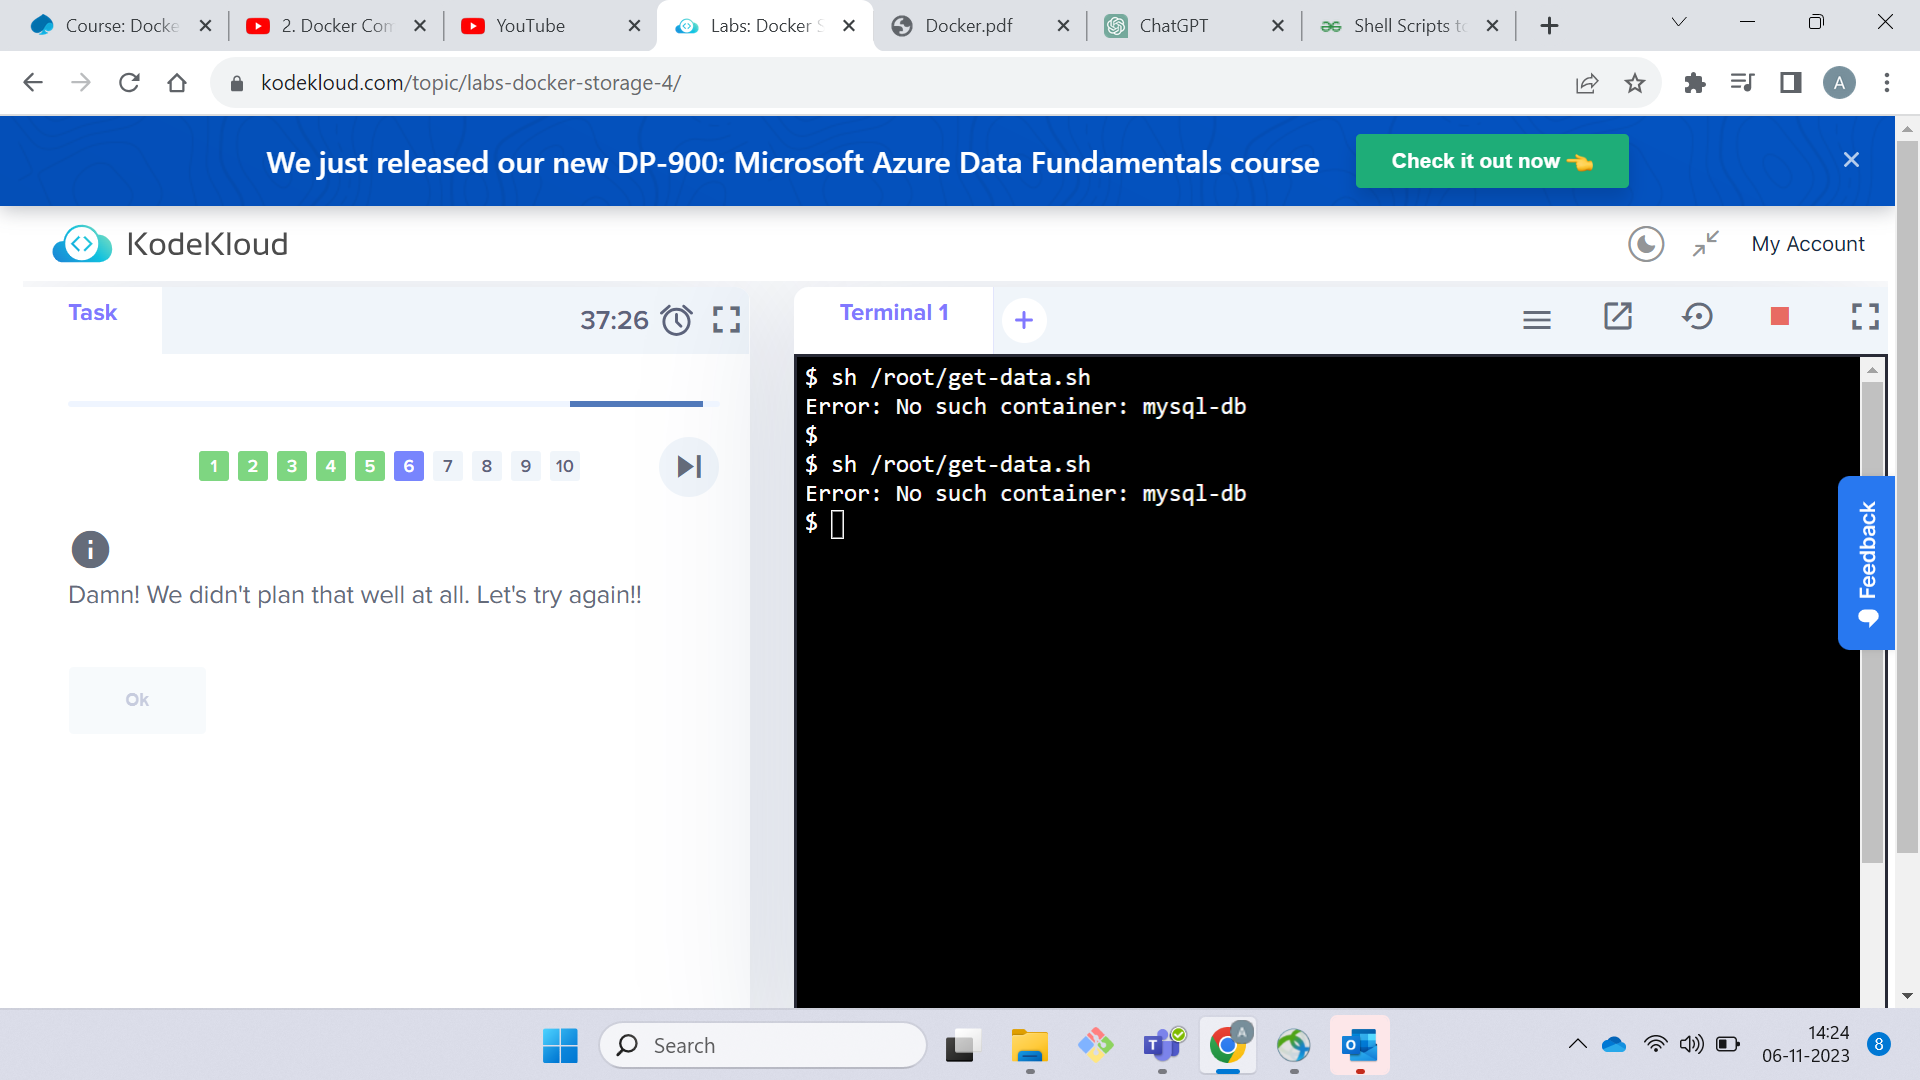 Course: Docke
2. Docker Con
YouTube
Labs: Docker S
Docker.pdf
ChatGPT
Shell Scripts to
kodekloud.com/topic/labs-docker-storage-4/
A
We just released our new DP-900: Microsoft Azure Data Fundamentals course
Check it out now
KodeKloud
My Account
Task
37:26
Terminal 1
1 2 3 4 5 6 7 8 9 10
Damn! We didn't plan that well at all. Let's try again!!
Ok
$ sh /root/get-data.sh
Error: No such container: mysql-db
$
$ sh /root/get-data.sh
Error: No such container: mysql-db
$
Feedback
Search
A
14:24
06-11-2023
8